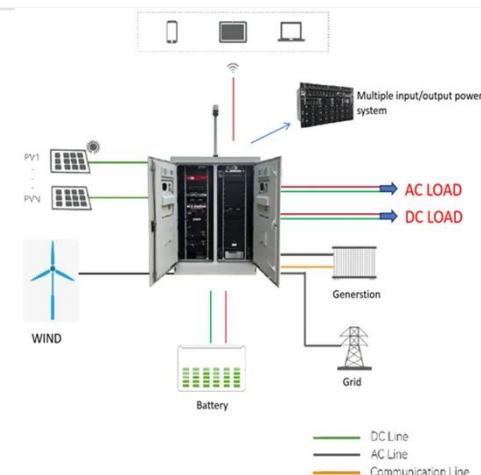 Multiple input/output power
system
PV1
PVN
AC LOAD
DC LOAD
WIND
Generstion
Grid
Battery
DC Line
AC Line
Communication Line